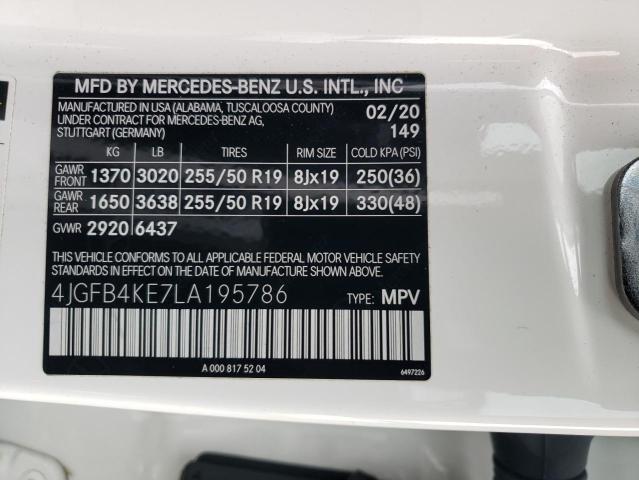 MFD BY MERCEDES-BENZ U.S. INTL., INC
MANUFACTURED IN USA (ALABAMA, TUSCALOOSA COUNTY) 02/20
UNDER CONTRACT FOR MERCEDES-BENZ AG,
STUTTGART (GERMANY) 149
KG LB TIRES RIM SIZE COLD KPA (PSI)
GAWR FRONT 1370 3020 255/50 R19 8Jx19 250(36)
GAWR REAR 1650 3638 255/50 R19 8Jx19 330(48)
GVWR 2920 6437
THIS VEHICLE CONFORMS TO ALL APPLICABLE FEDERAL MOTOR VEHICLE SAFETY
AND THEFT PREVENTION STANDARDS IN EFFECT ON THE DATE OF MANUFACTURE SHOWN ABOVE.
4JGFB4KE7LA195786 TYPE: MPV
A 000 817 52 04
6497226